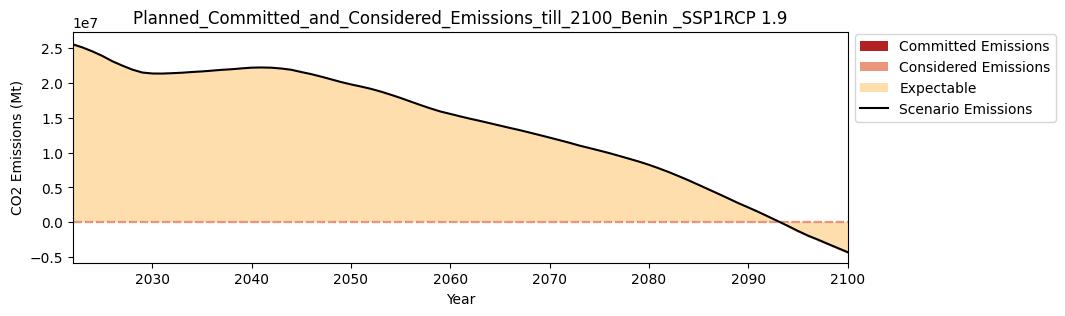 Planned_Committed_and_Considered_Emissions_till_2100_Benin _SSP1RCP 1.9
1e7
Committed Emissions
Considered Emissions
Expectable
Scenario Emissions
CO2 Emissions (Mt)
2.5
2.0
1.5
1.0
0.5
0.0
−0.5
2030 2040 2050 2060 2070 2080 2090 2100
Year